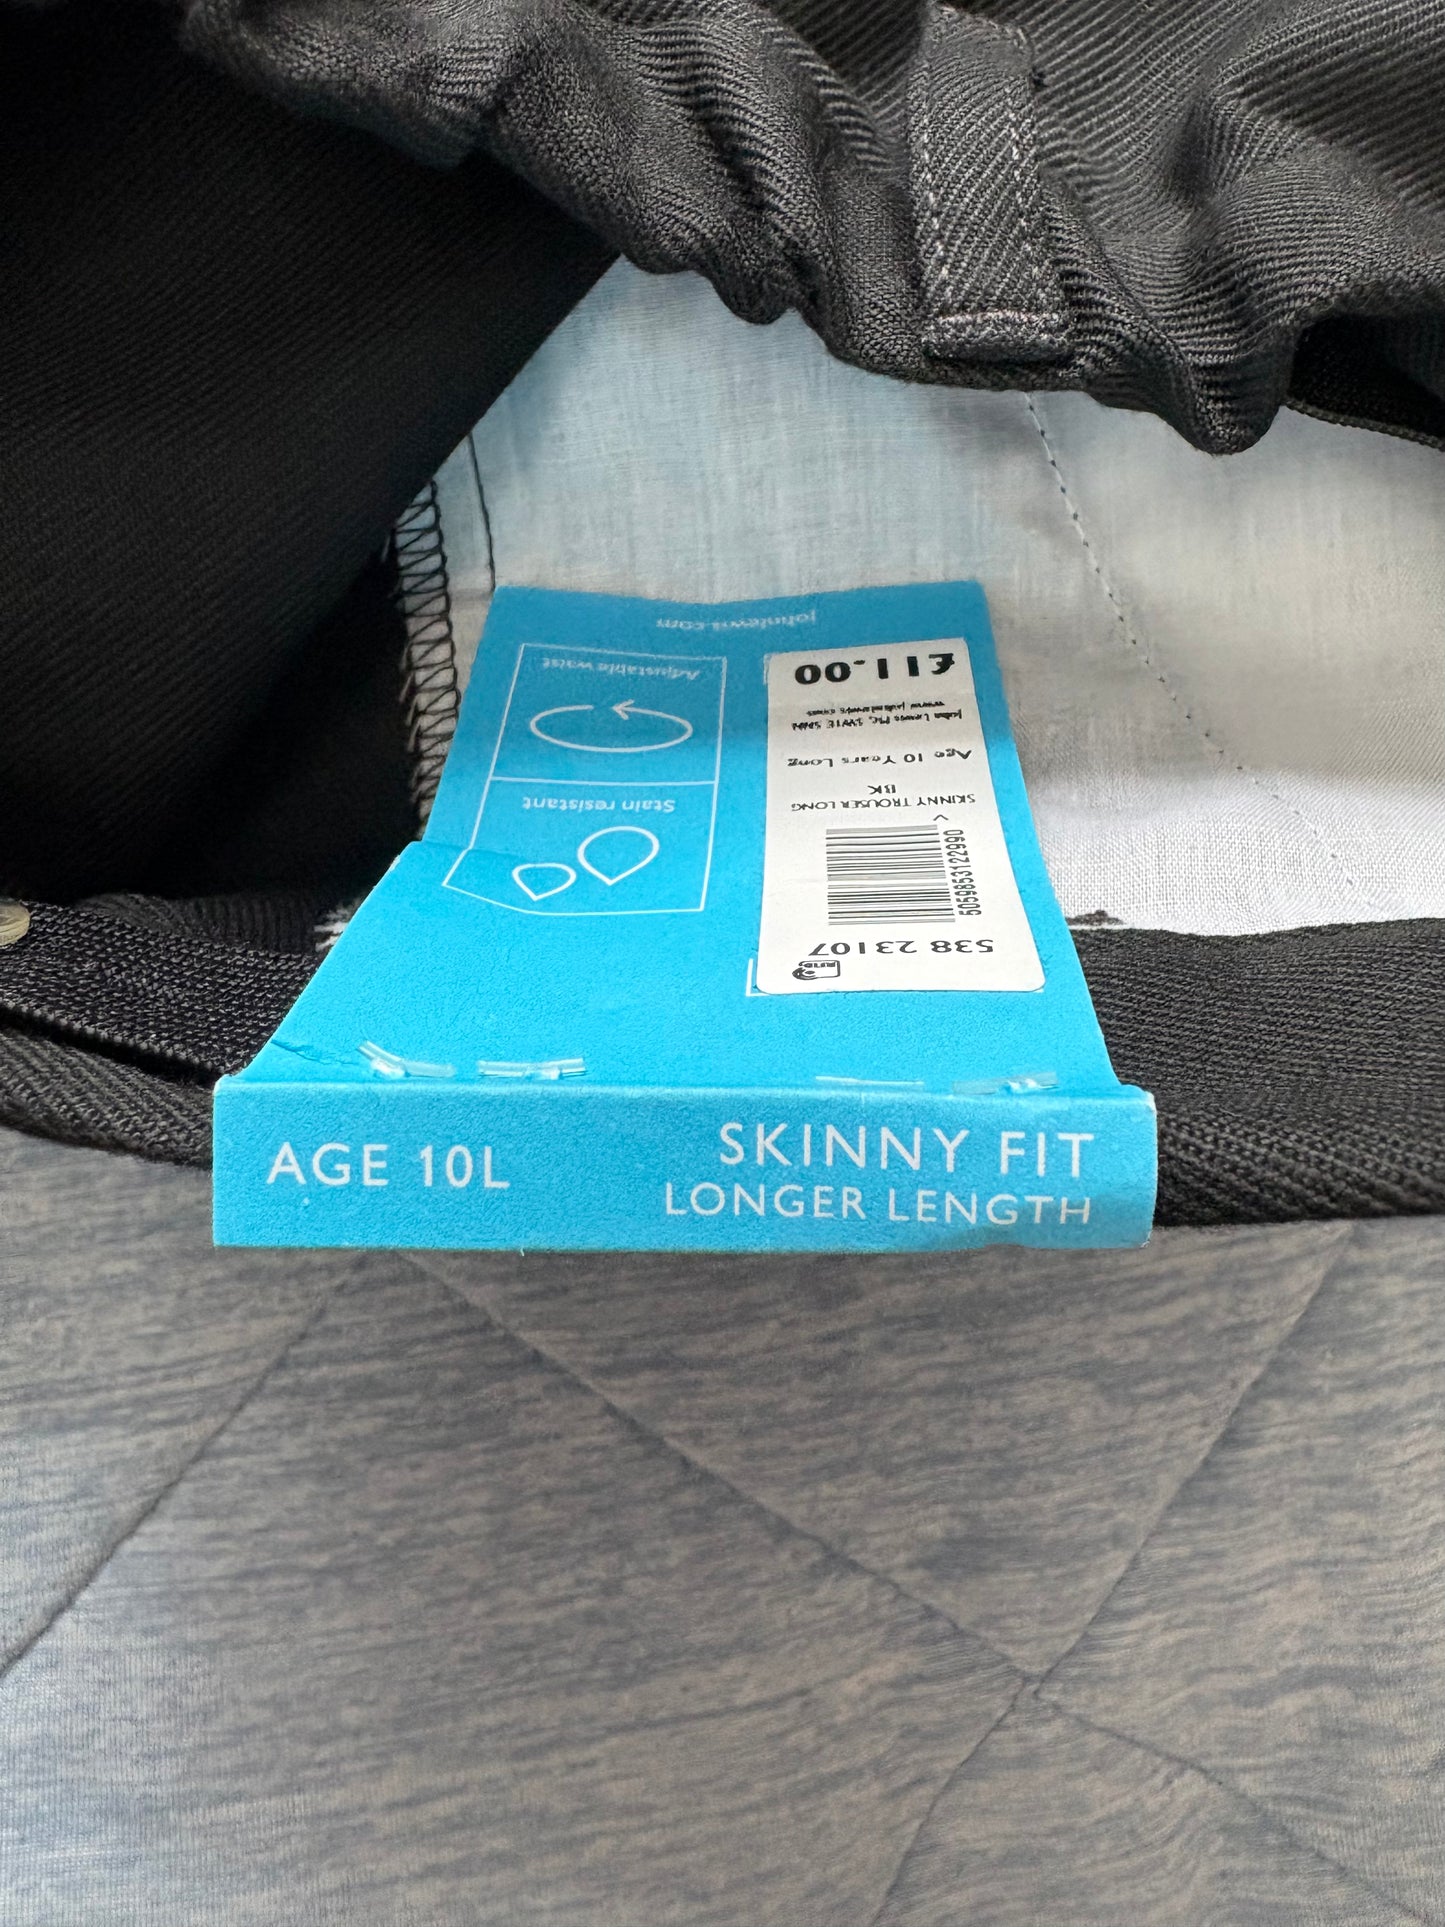 johnlewis.com
Adjustable waist
Stain resistant
£11.00
www.johnlewis.com
John Lewis Plc, SW1E 5NN
Age 10 Years Long
BK
SKINNY TROUSER LONG
5059853122990 >
538 23107
June
AGE 10L
SKINNY FIT
LONGER LENGTH